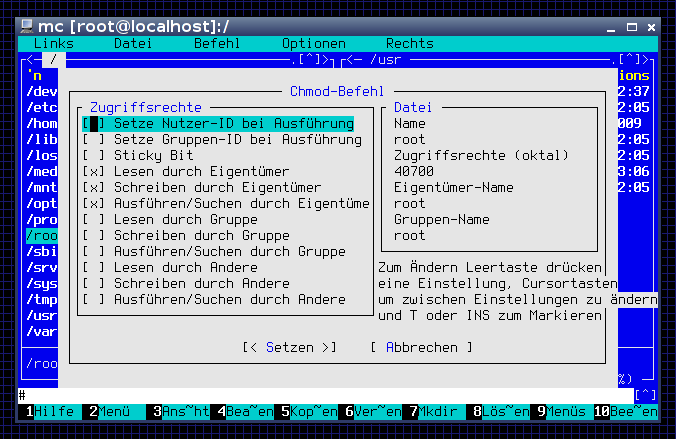 mc [root@localhost]:/
Links Datei Befehl Optionen Rechts
<- / .[^]> <- /usr .[^]>
'n ions
/dev 2:37
/etc 2:05
/hom 009
/lib 2:05
/los 2:05
/med 3:06
/mnt 2:05
/opt
/pro
/roo
/sbi
/srv
/sys
/tmp
/usr
/var
/roo
%)
Chmod-Befehl
Zugriffsrechte
[ ] Setze Nutzer-ID bei Ausführung
[ ] Setze Gruppen-ID bei Ausführung
[ ] Sticky Bit
[x] Lesen durch Eigentümer
[x] Schreiben durch Eigentümer
[x] Ausführen/Suchen durch Eigentüme
[ ] Lesen durch Gruppe
[ ] Schreiben durch Gruppe
[ ] Ausführen/Suchen durch Gruppe
[ ] Lesen durch Andere
[ ] Schreiben durch Andere
[ ] Ausführen/Suchen durch Andere
Datei
Name
root
Zugriffsrechte (oktal)
40700
Eigentümer-Name
root
Gruppen-Name
root
Zum Ändern Leertaste drücken
eine Einstellung, Cursortasten
um zwischen Einstellungen zu ändern
und T oder INS zum Markieren
[< Setzen >] [ Abbrechen ]
# [^]
1Hilfe 2Menü 3Ans~ht 4Bea~en 5Kop~en 6Ver~en 7Mkdir 8Lös~en 9Menüs 10Bee~en